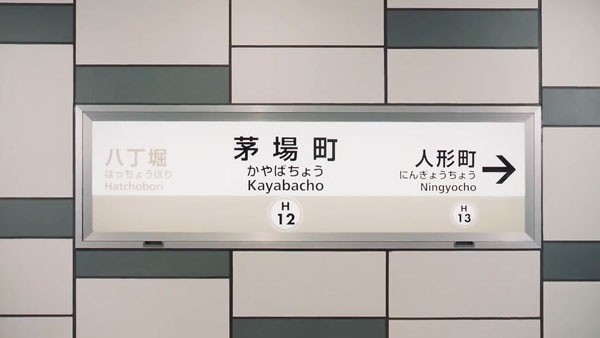 八丁堀
はっちょうぼり
Hatchobori
茅場町
かやばちょう
Kayabacho
H
12
人形町
にんぎょうちょう
Ningyocho
H
13